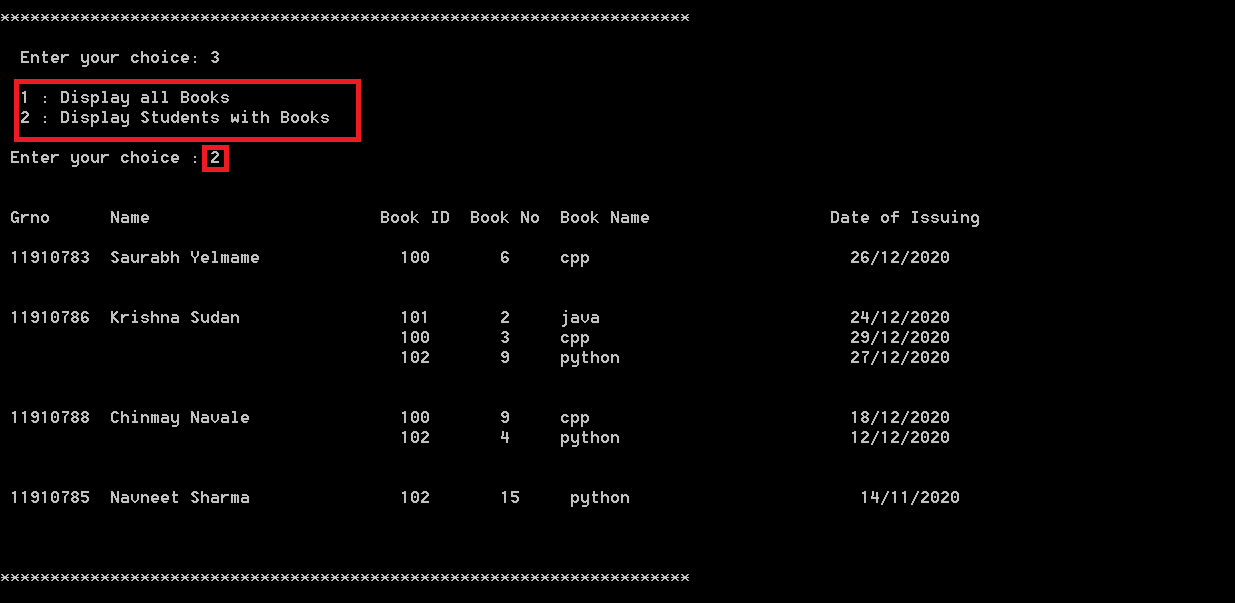 *********************************************************************
Enter your choice: 3
1 : Display all Books
2 : Display Students with Books
Enter your choice : 2
Grno      Name                       Book ID  Book No  Book Name                  Date of Issuing
11910783  Saurabh Yelmame              100       6     cpp                          26/12/2020
11910786  Krishna Sudan                101       2     java                         24/12/2020
                                       100       3     cpp                          29/12/2020
                                       102       9     python                       27/12/2020
11910788  Chinmay Navale               100       9     cpp                          18/12/2020
                                       102       4     python                       12/12/2020
11910785  Navneet Sharma               102       15     python                       14/11/2020
*********************************************************************